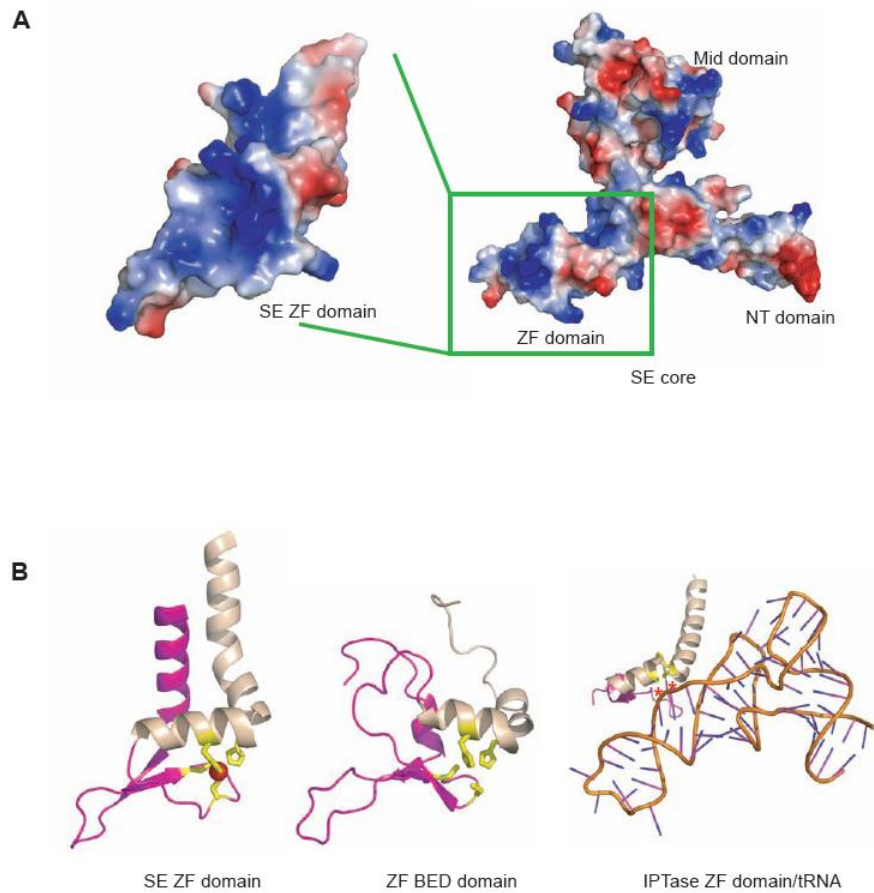 A
Mid domain
SE ZF domain
ZF domain
NT domain
SE core
B
* *
SE ZF domain
ZF BED domain
IPTase ZF domain/tRNA